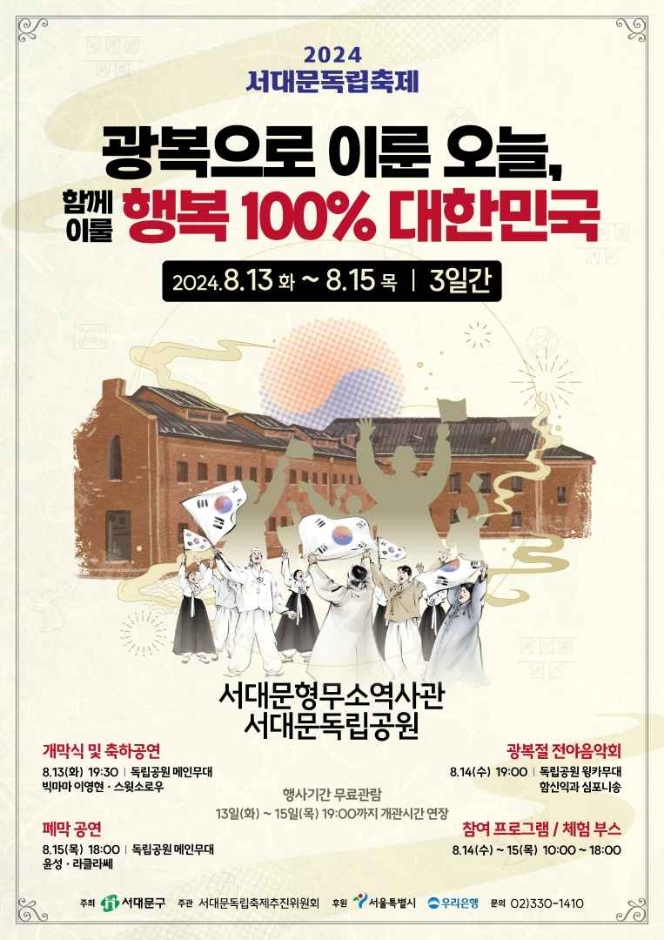 2024
서대문독립축제
광복으로 이룬 오늘,
함께 이룰 행복 100% 대한민국
2024.8.13 화 ~ 8.15 목 | 3일간
서대문형무소역사관
서대문독립공원
개막식 및 축하공연
8.13(화) 19:30 | 독립공원 메인무대
빅마마 이영현 · 스윗소로우
광복절 전야음악회
8.14(수) 19:00 | 독립공원 윙카무대
함신익과 심포니송
행사기간 무료관람
13일(화) ~ 15일(목) 19:00까지 개관시간 연장
폐막 공연
8.15(목) 18:00 | 독립공원 메인무대
윤성 · 라클라쎄
참여 프로그램 / 체험 부스
8.14(수) ~ 15(목) 10:00 ~ 18:00
주최 서대문구 주관 서대문독립축제추진위원회 후원 서울특별시 우리은행 문의 02)330-1410